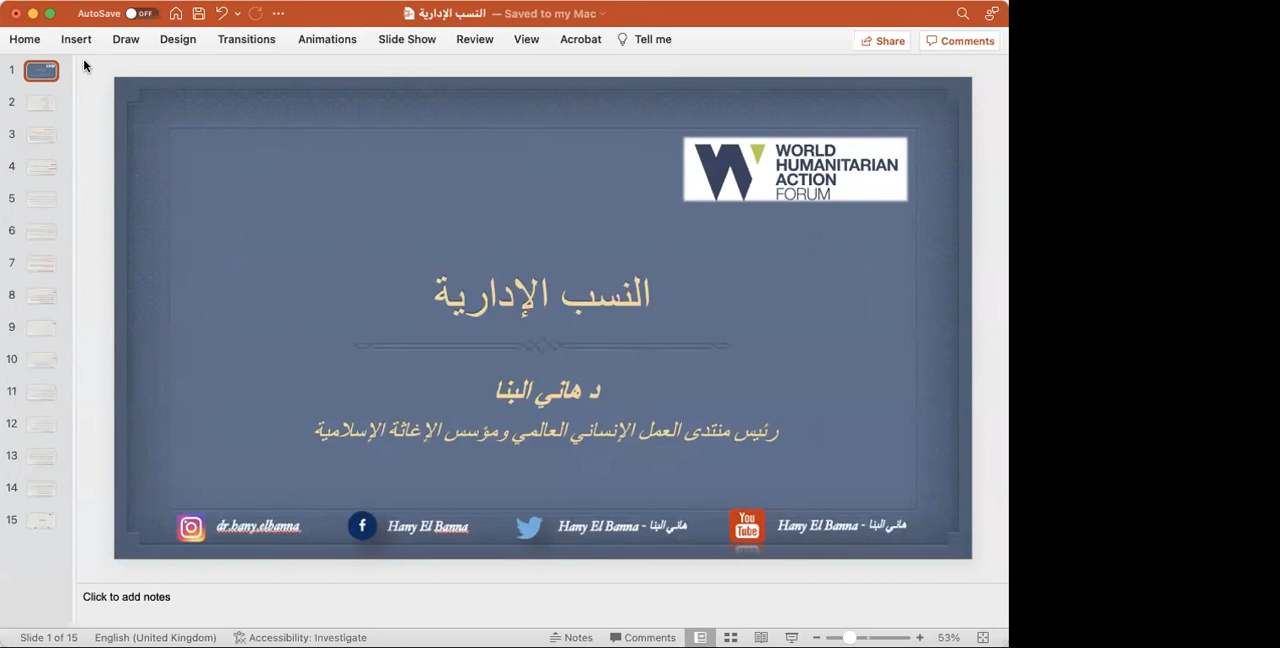 AutoSave OFF
النسب الإدارية — Saved to my Mac
Home Insert Draw Design Transitions Animations Slide Show Review View Acrobat Tell me Share Comments
1
2
3
4
5
6
7
8
9
10
11
12
13
14
15
WORLD
HUMANITARIAN
ACTION
FORUM
النسب الإدارية
د هاني البنا
رئيس منتدى العمل الإنساني العالمي ومؤسس الإغاثة الإسلامية
dr.hany.elbanna
Hany El Banna
Hany El Banna - هاني البنا
You Tube
Hany El Banna - هاني البنا
Click to add notes
Slide 1 of 15 English (United Kingdom) Accessibility: Investigate Notes Comments 53%